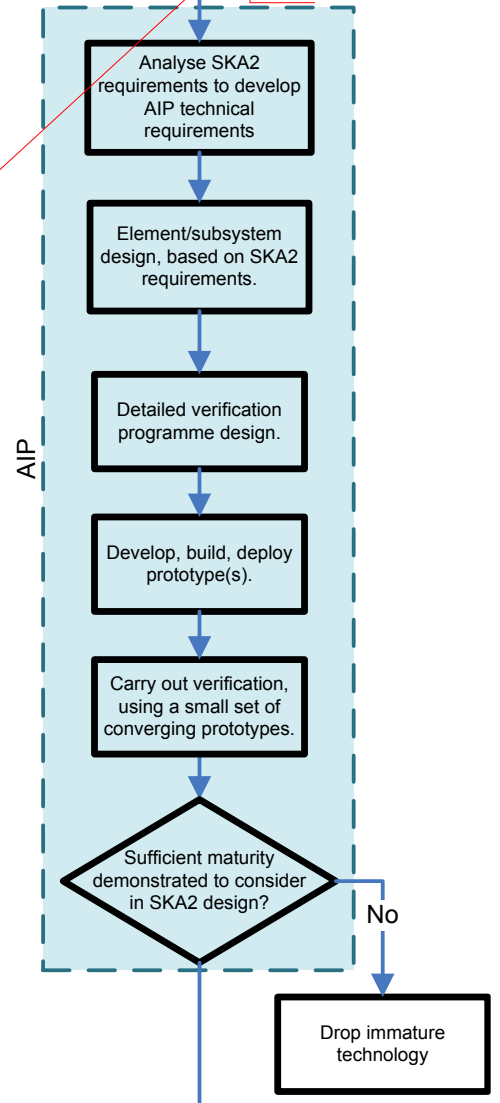 Analyse SKA2
requirements to develop
AIP technical
requirements
Element/subsystem
design, based on SKA2
requirements.
Detailed verification
programme design.
AIP
Develop, build, deploy
prototype(s).
Carry out verification,
using a small set of
converging prototypes.
Sufficient maturity
demonstrated to consider
in SKA2 design?
No
Drop immature
technology